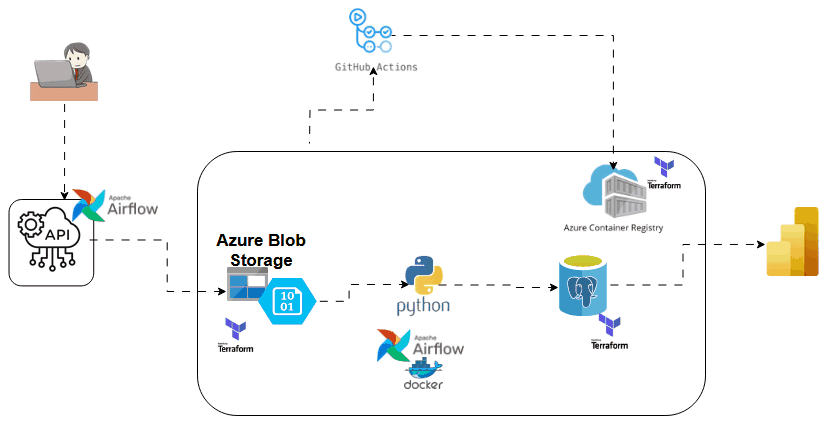 GitHub Actions
Apache
Airflow
API
Terraform
Azure Container Registry
Azure Blob
Storage
10
01
python
Terraform
Apache
Airflow
docker
Terraform